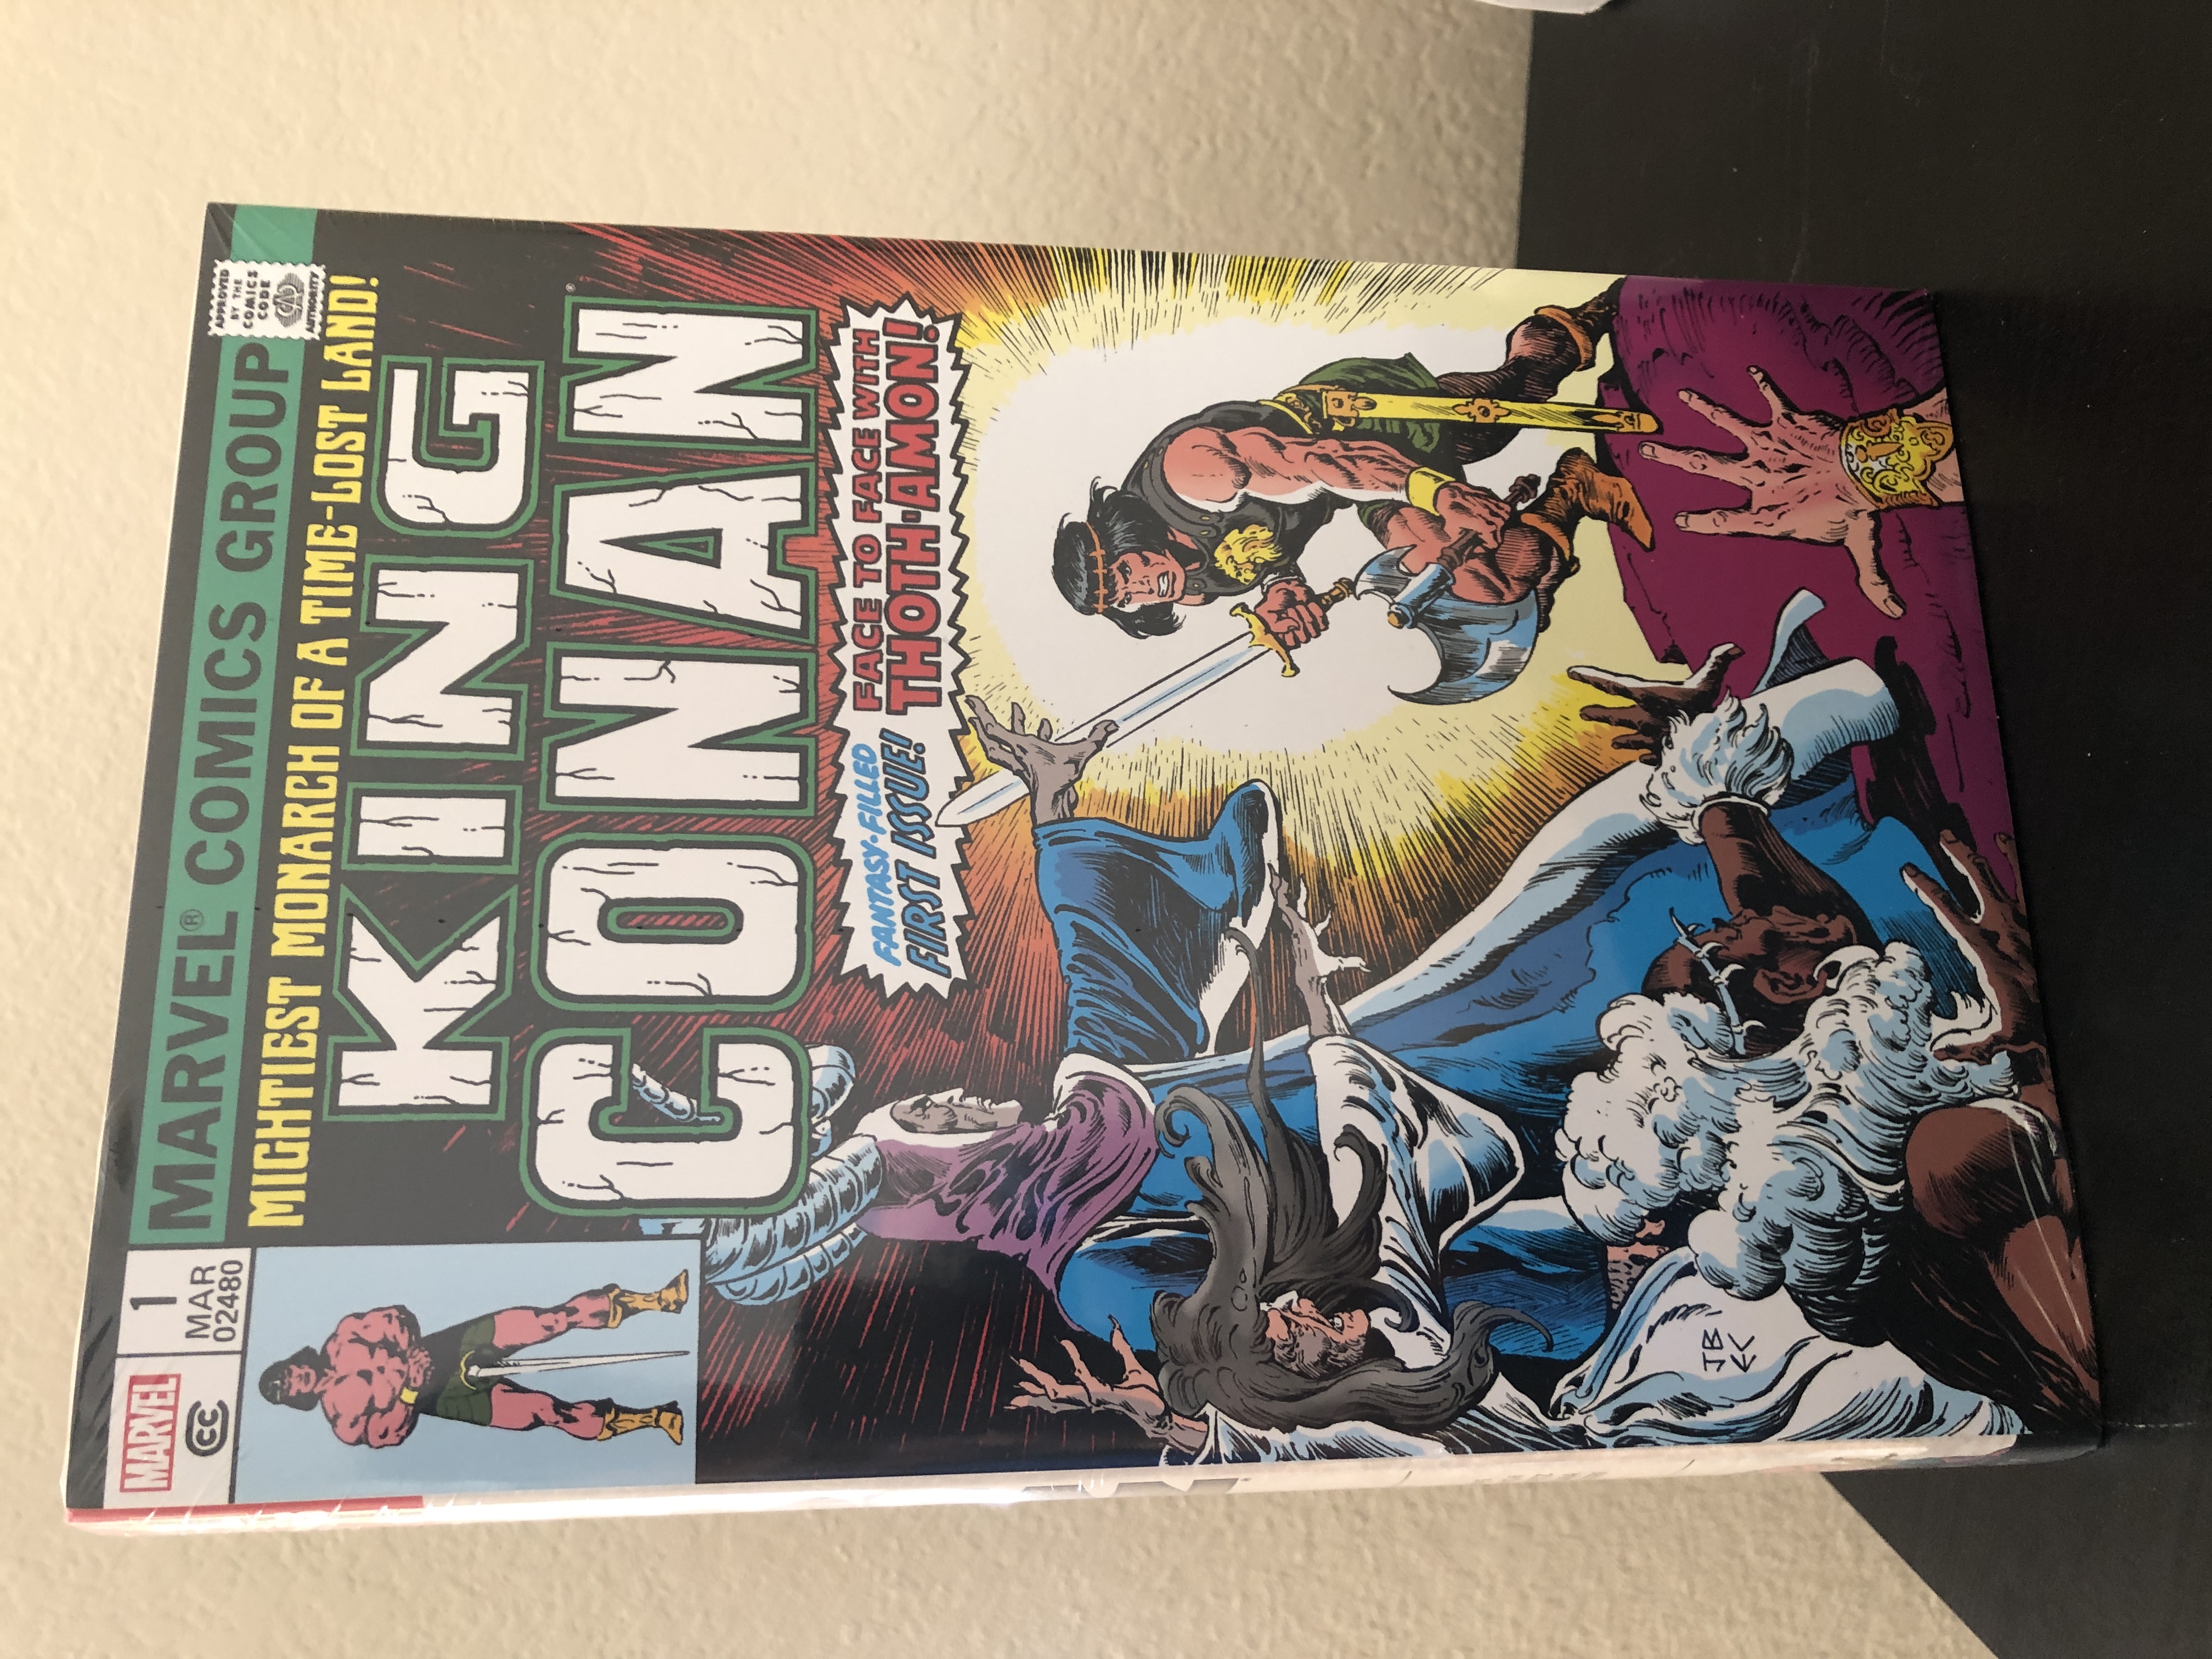 MARVEL
CC
1
MAR
02480
MARVEL® COMICS GROUP
APPROVED
BY THE
COMICS
CODE
CA
AUTHORITY
MIGHTIEST MONARCH OF A TIME-LOST LAND!
KING
CONAN®
FANTASY-FILLED
FIRST ISSUE!
FACE TO FACE WITH
THOTH-AMON!
JB
EC